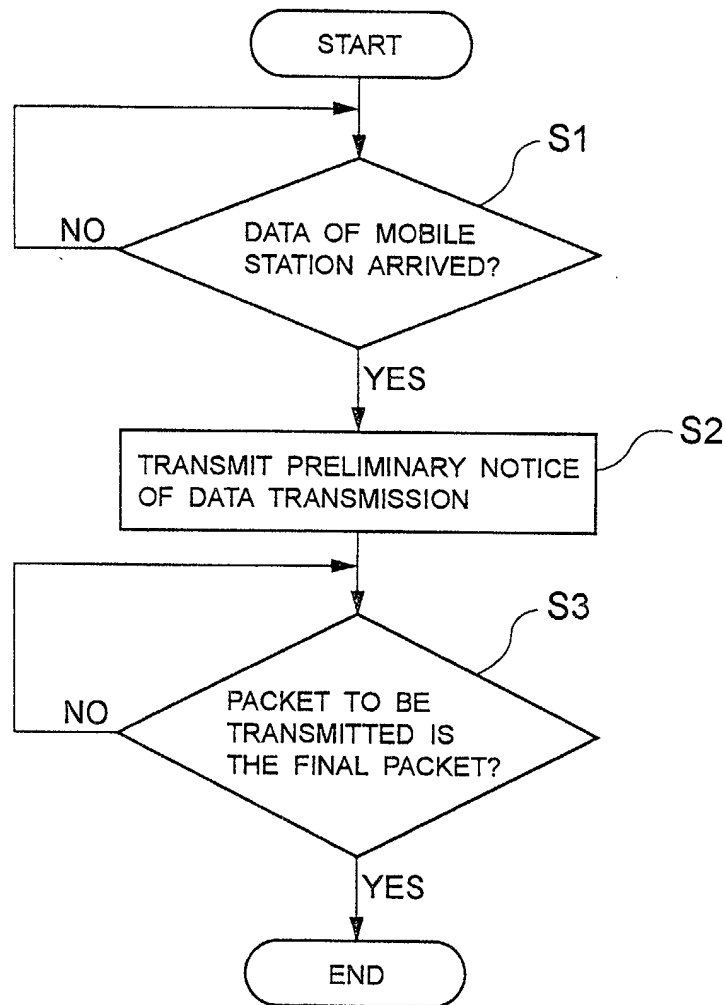 START
S1
DATA OF MOBILE
STATION ARRIVED?
NO
YES
S2
TRANSMIT PRELIMINARY NOTICE
OF DATA TRANSMISSION
S3
PACKET TO BE
TRANSMITTED IS
THE FINAL PACKET?
NO
YES
END